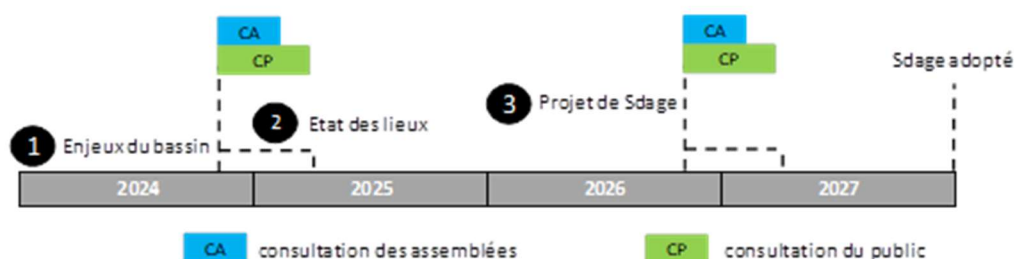 CA
CP
CA
CP
Sdage adopté
3 Projet de Sdage
2 Etat des lieux
1 Enjeux du bassin
2024 2025 2026 2027
CA consultation des assemblées CP consultation du public